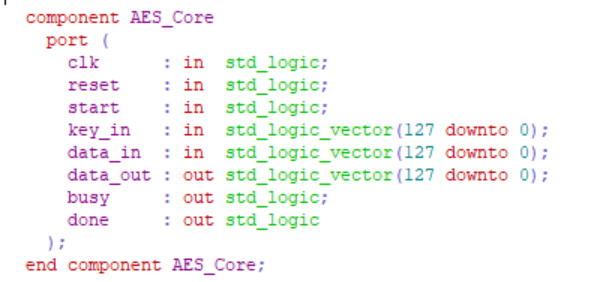 component AES_Core
  port (
    clk      : in  std_logic;
    reset    : in  std_logic;
    start    : in  std_logic;
    key_in   : in  std_logic_vector(127 downto 0);
    data_in  : in  std_logic_vector(127 downto 0);
    data_out : out std_logic_vector(127 downto 0);
    busy     : out std_logic;
    done     : out std_logic
  );
end component AES_Core;